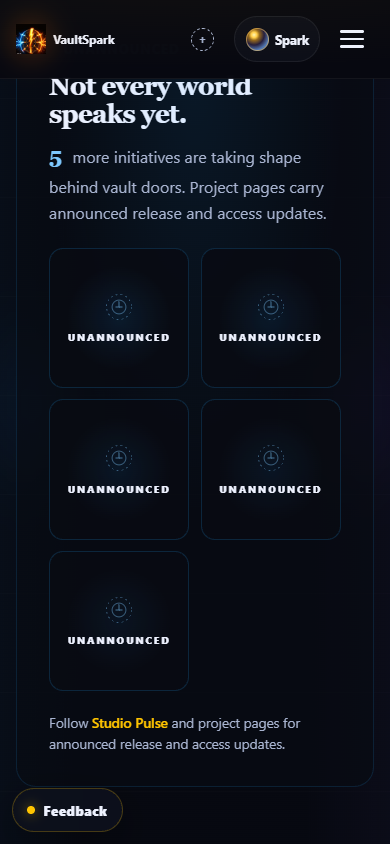 VaultSpark
Spark
Not every world
speaks yet.
5 more initiatives are taking shape
behind vault doors. Project pages carry
announced release and access updates.
UNANNOUNCED
UNANNOUNCED
UNANNOUNCED
UNANNOUNCED
UNANNOUNCED
Follow Studio Pulse and project pages for
announced release and access updates.
Feedback